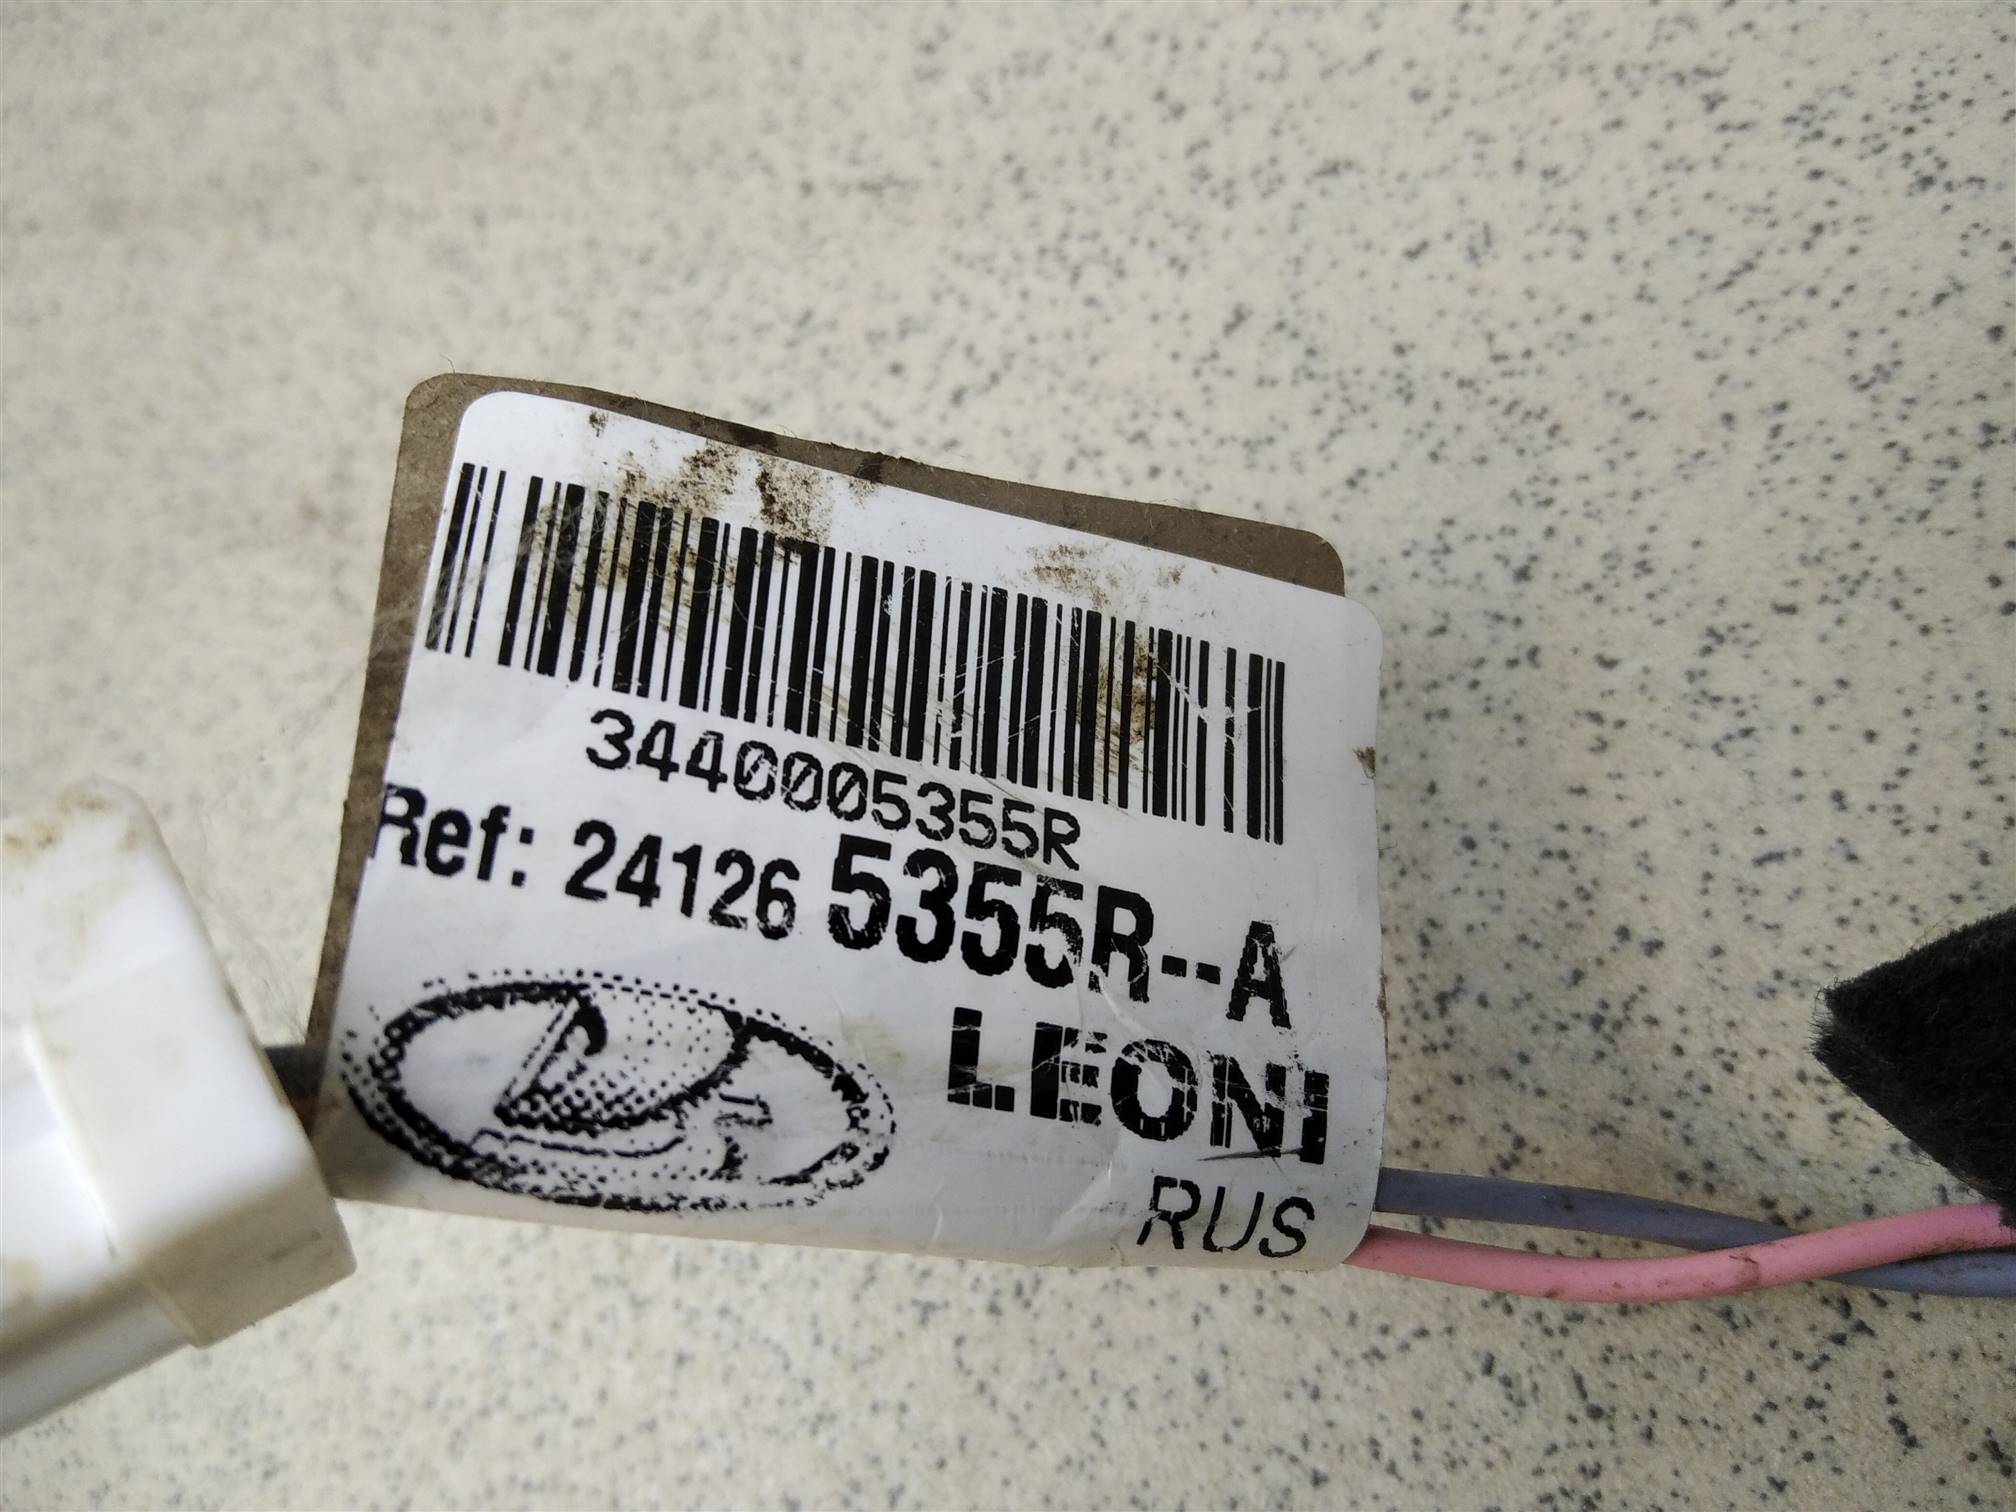 3440005355R
Ref: 24126 5355R--A
LEONI
RUS